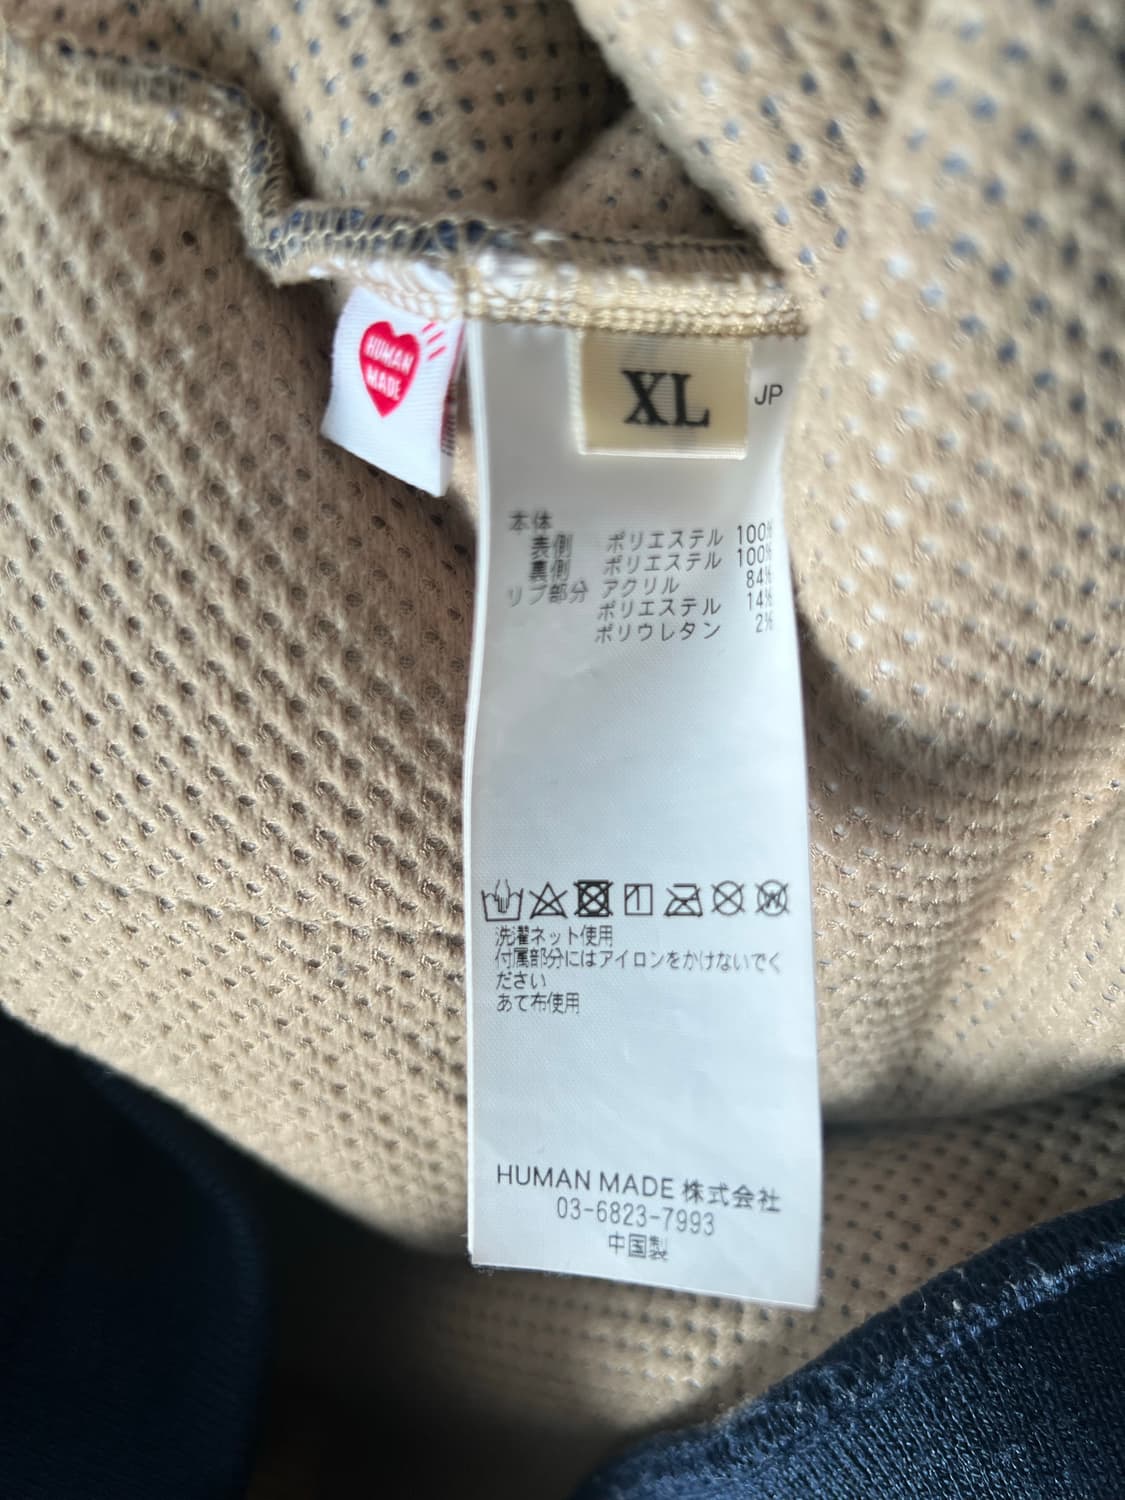 HUMAN
MADE
XL JP
本体
表側 ポリエステル 100%
裏側 ポリエステル 100%
リブ部分 アクリル 84%
ポリエステル 14%
ポリウレタン 2%
洗濯ネット使用
付属部分にはアイロンをかけないでく
ださい
あて布使用
HUMAN MADE 株式会社
03-6823-7993
中国製